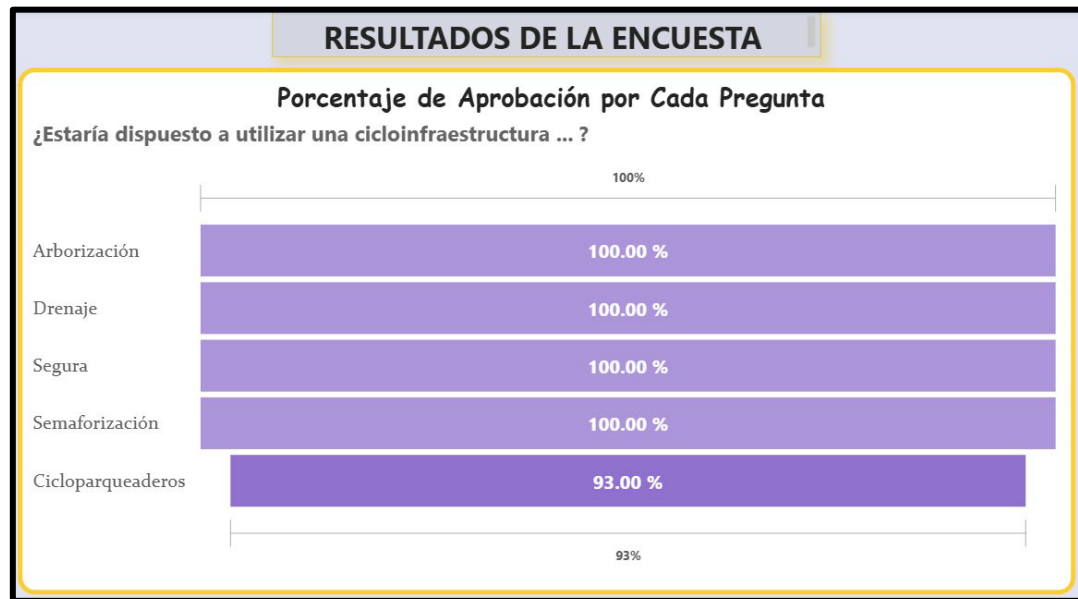 RESULTADOS DE LA ENCUESTA
Porcentaje de Aprobación por Cada Pregunta
¿Estaría dispuesto a utilizar una cicloinfraestructura ... ?
100%
Arborización 100.00 %
Drenaje 100.00 %
Segura 100.00 %
Semaforización 100.00 %
Cicloparqueaderos 93.00 %
93%